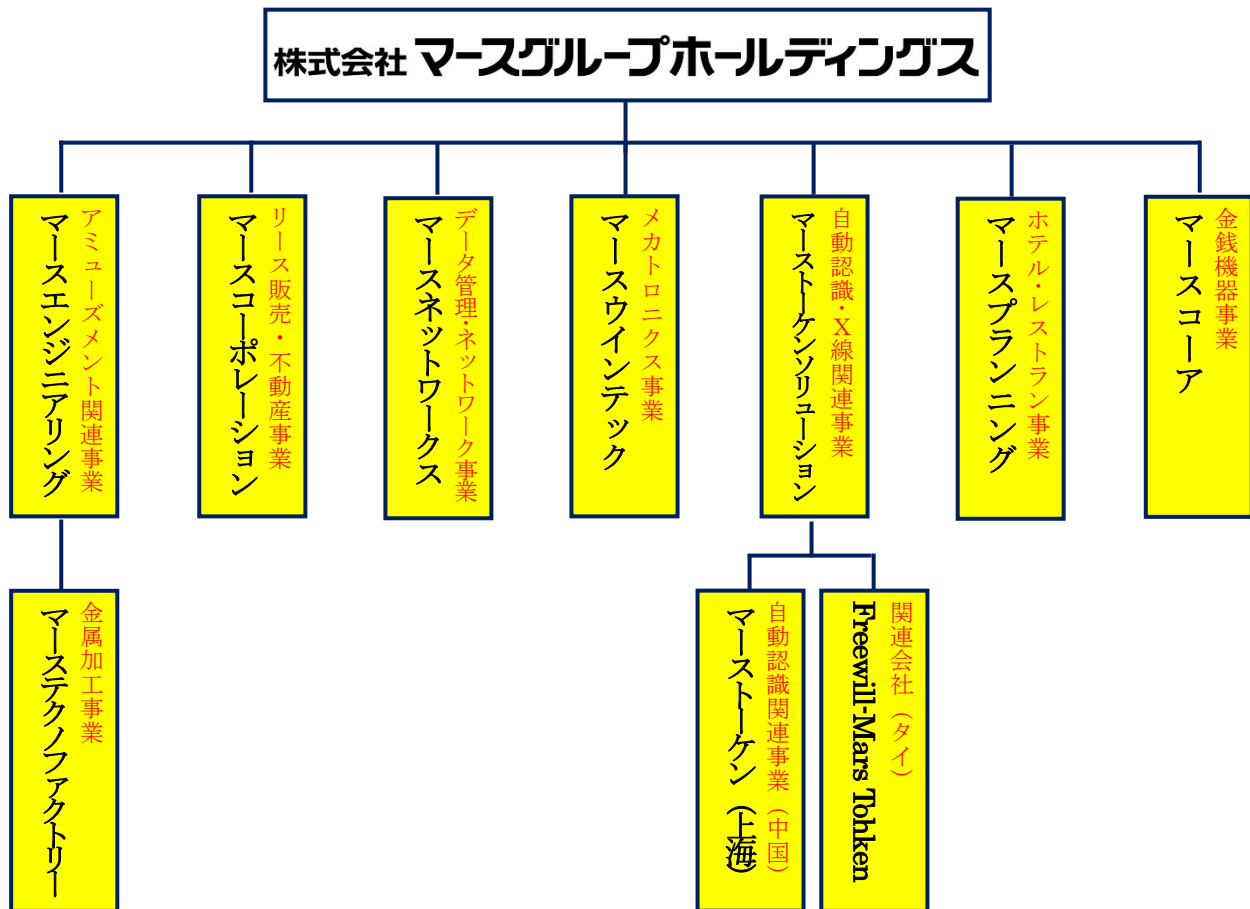 株式会社 マースグループホールディングス
アミューズメント関連事業
マースエンジニアリング
リース販売・不動産事業
マースコーポレーション
データ管理・ネットワーク事業
マースネットワークス
メカトロニクス事業
マースウインテック
自動認識・X線関連事業
マーストーケンソリューション
ホテル・レストラン事業
マースプランニング
金銭機器事業
マースコーア
金属加工事業
マーステクノファクトリー
自動認識関連事業（中国）
マーストーケン（上海）
関連会社（タイ）
Freewill-Mars Tohken